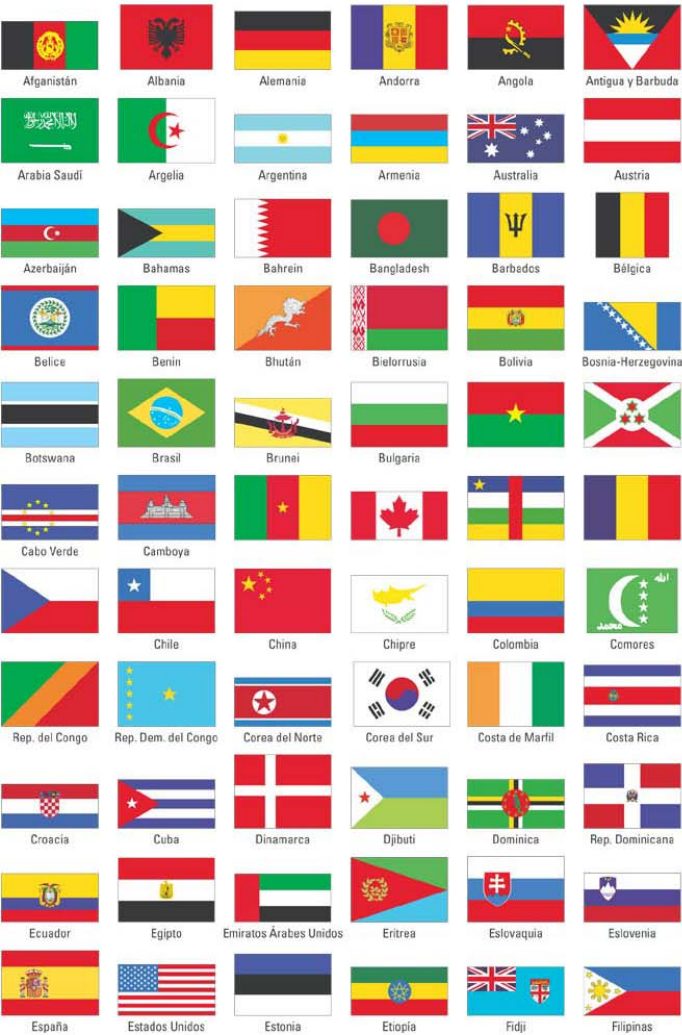 Afganistán Albania Alemania Andorra Angola Antigua y Barbuda
Arabia Saudí Argelia Argentina Armenia Australia Austria
Azerbaiján Bahamas Bahrein Bangladesh Barbados Bélgica
Belice Benin Bhután Bielorrusia Bolivia Bosnia-Herzegovina
Botswana Brasil Brunei Bulgaria
Cabo Verde Camboya
Chile China Chipre Colombia Comores
الله
محمد
Rep. del Congo Rep. Dem. del Congo Corea del Norte Corea del Sur Costa de Marfil Costa Rica
Croacia Cuba Dinamarca Djibuti Dominica Rep. Dominicana
Ecuador Egipto Emiratos Árabes Unidos Eritrea Eslovaquia Eslovenia
España Estados Unidos Estonia Etiopía Fidji Filipinas